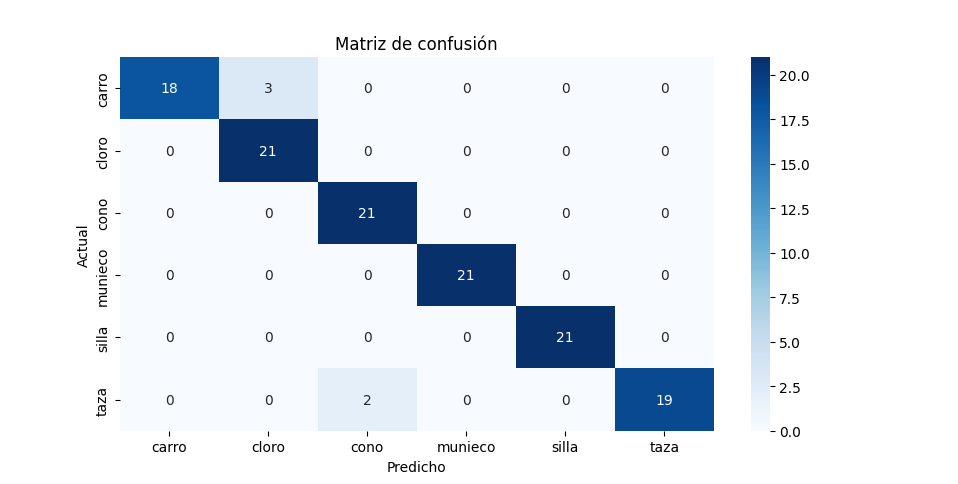 Matriz de confusión
Actual
carro 18 3 0 0 0 0
cloro 0 21 0 0 0 0
cono 0 0 21 0 0 0
munieco 0 0 0 21 0 0
silla 0 0 0 0 21 0
taza 0 0 2 0 0 19
carro cloro cono munieco silla taza
Predicho
20.0
17.5
15.0
12.5
10.0
7.5
5.0
2.5
0.0